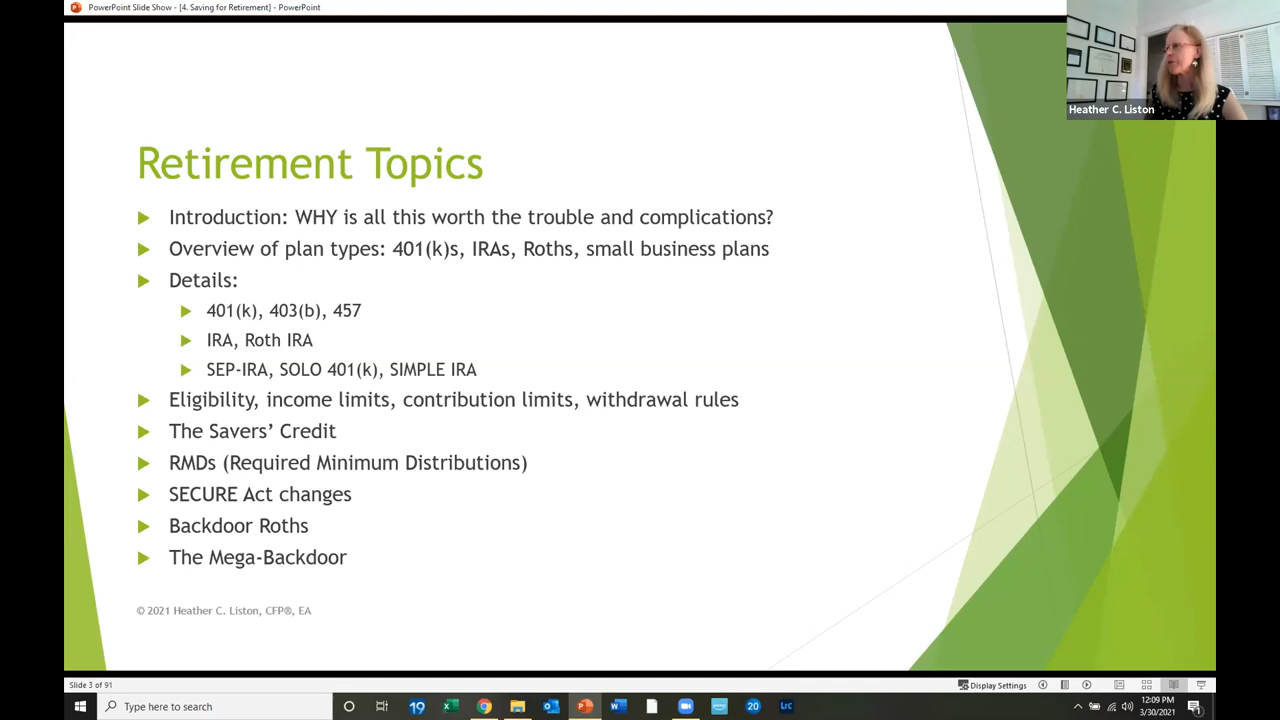 PowerPoint Slide Show - [4. Saving for Retirement] - PowerPoint
Heather C. Liston
Retirement Topics
Introduction: WHY is all this worth the trouble and complications?
Overview of plan types: 401(k)s, IRAs, Roths, small business plans
Details:
401(k), 403(b), 457
IRA, Roth IRA
SEP-IRA, SOLO 401(k), SIMPLE IRA
Eligibility, income limits, contribution limits, withdrawal rules
The Savers’ Credit
RMDs (Required Minimum Distributions)
SECURE Act changes
Backdoor Roths
The Mega-Backdoor
© 2021 Heather C. Liston, CFP®, EA
Slide 3 of 91
Display Settings
Type here to search
19
20
Lrc
12:09 PM
3/30/2021